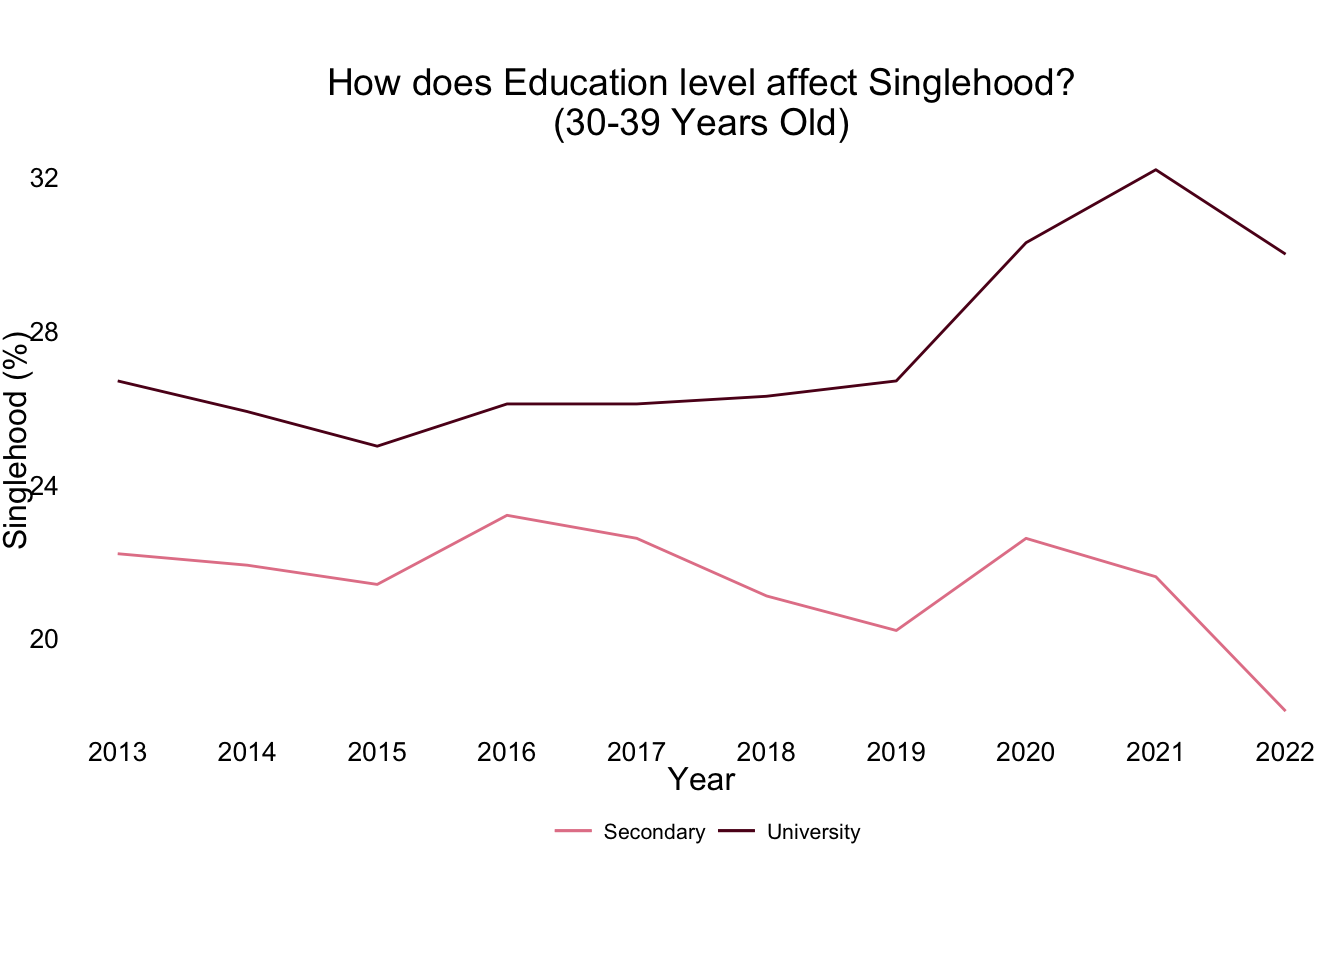 How does Education level affect Singlehood?
(30-39 Years Old)
32
28
24
20
Singlehood (%)
2013 2014 2015 2016 2017 2018 2019 2020 2021 2022
Year
Secondary University